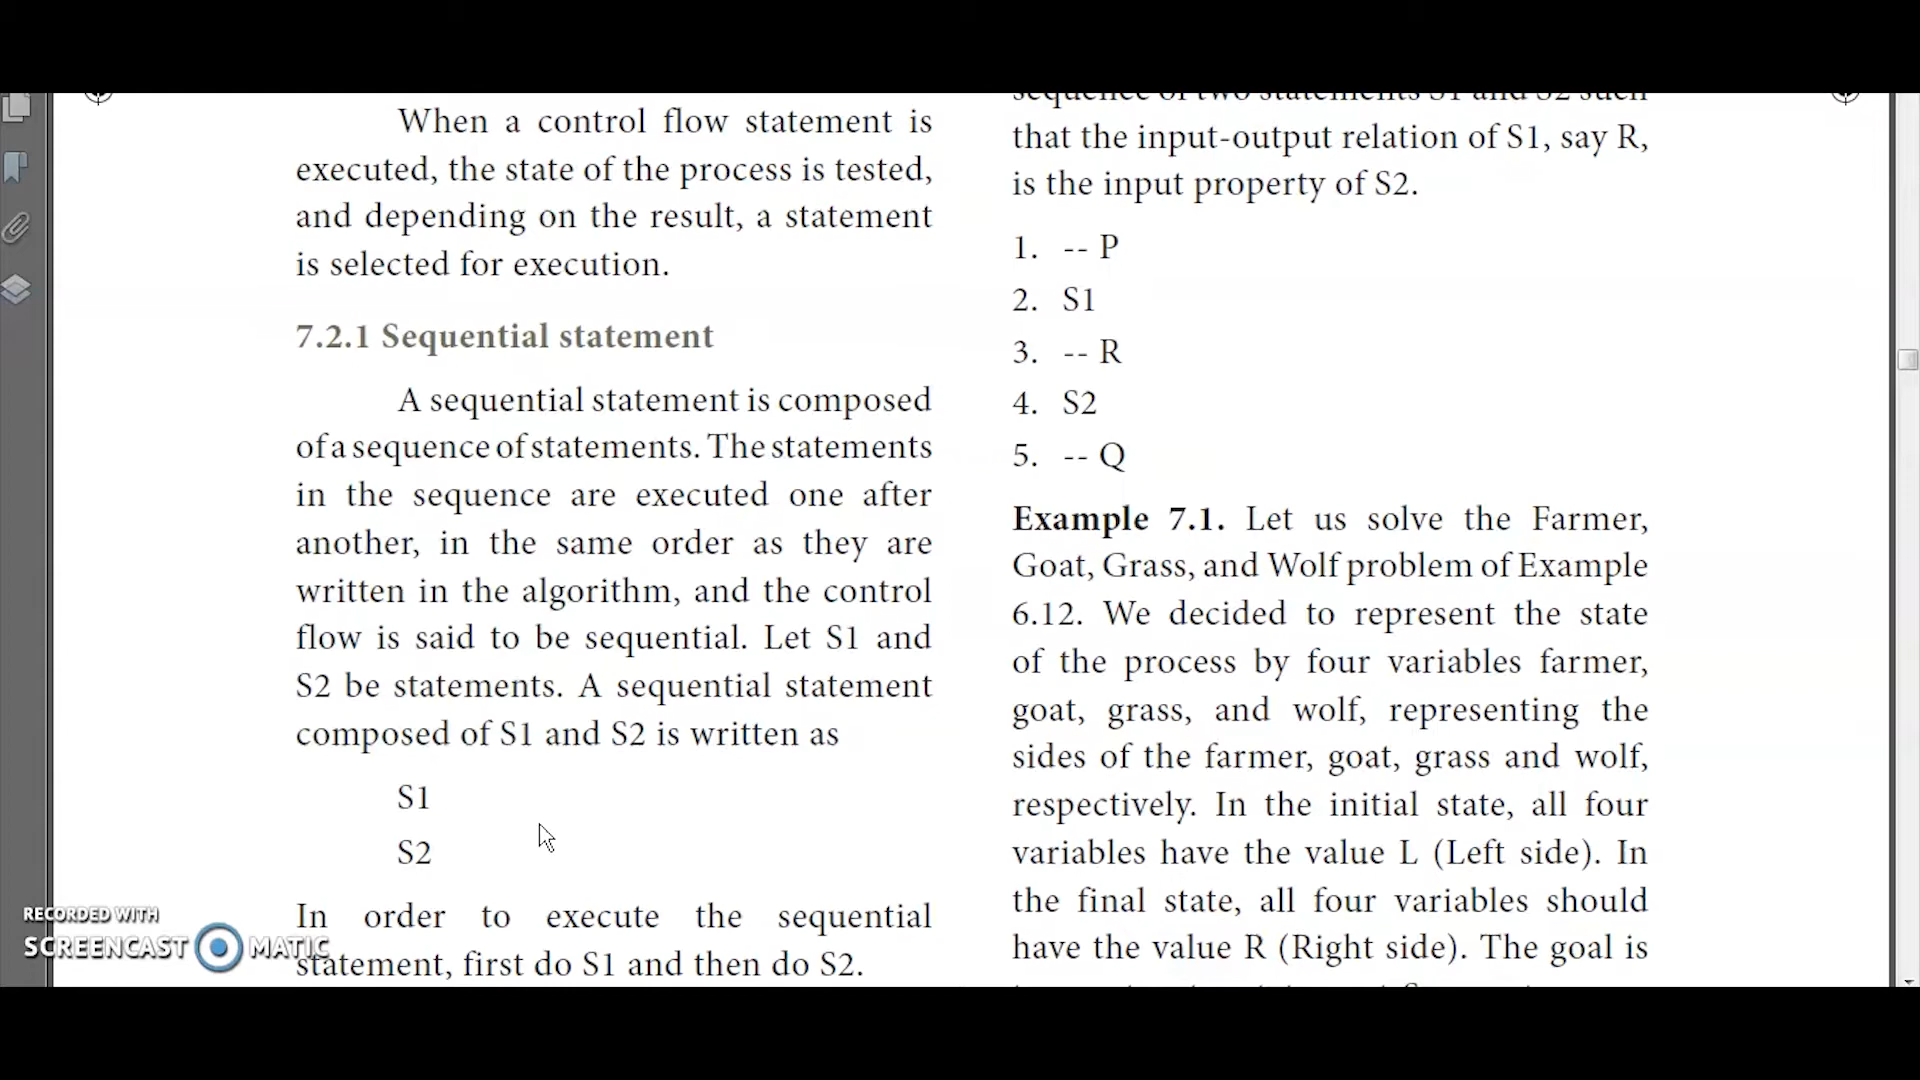 When a control flow statement is
executed, the state of the process is tested,
and depending on the result, a statement
is selected for execution.
7.2.1 Sequential statement
A sequential statement is composed
of a sequence of statements. The statements
in the sequence are executed one after
another, in the same order as they are
written in the algorithm, and the control
flow is said to be sequential. Let S1 and
S2 be statements. A sequential statement
composed of S1 and S2 is written as
S1
S2
In order to execute the sequential
statement, first do S1 and then do S2.
sequence of two statements S1 and S2 such
that the input-output relation of S1, say R,
is the input property of S2.
1. -- P
2. S1
3. -- R
4. S2
5. -- Q
Example 7.1. Let us solve the Farmer,
Goat, Grass, and Wolf problem of Example
6.12. We decided to represent the state
of the process by four variables farmer,
goat, grass, and wolf, representing the
sides of the farmer, goat, grass and wolf,
respectively. In the initial state, all four
variables have the value L (Left side). In
the final state, all four variables should
have the value R (Right side). The goal is
RECORDED WITH
SCREENCAST MATIC